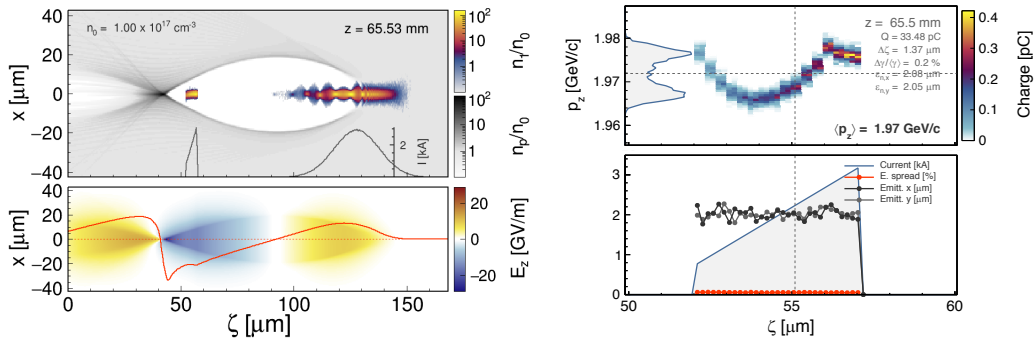 n₀ = 1.00 x 10¹⁷ cm⁻³
z = 65.53 mm
x [μm]
40
20
0
−20
−40
2
I [kA]
10²
10
1
n_f/n₀
10²
10
1
n_p/n₀
x [μm]
40
20
0
−20
−40
20
0
−20
E_z [GV/m]
0
50
100
150
ζ [μm]
p_z [GeV/c]
1.98
1.97
1.96
z = 65.5 mm
Q = 33.48 pC
Δζ = 1.37 μm
Δγ/⟨γ⟩ = 0.2 %
ε_n,x = 2.08 μm
ε_n,y = 2.05 μm
⟨p_z⟩ = 1.97 GeV/c
0.4
0.3
0.2
0.1
0
Charge [pC]
3
2
1
0
Current [kA]
E. spread [%]
Emitt. x [μm]
Emitt. y [μm]
50
55
60
ζ [μm]